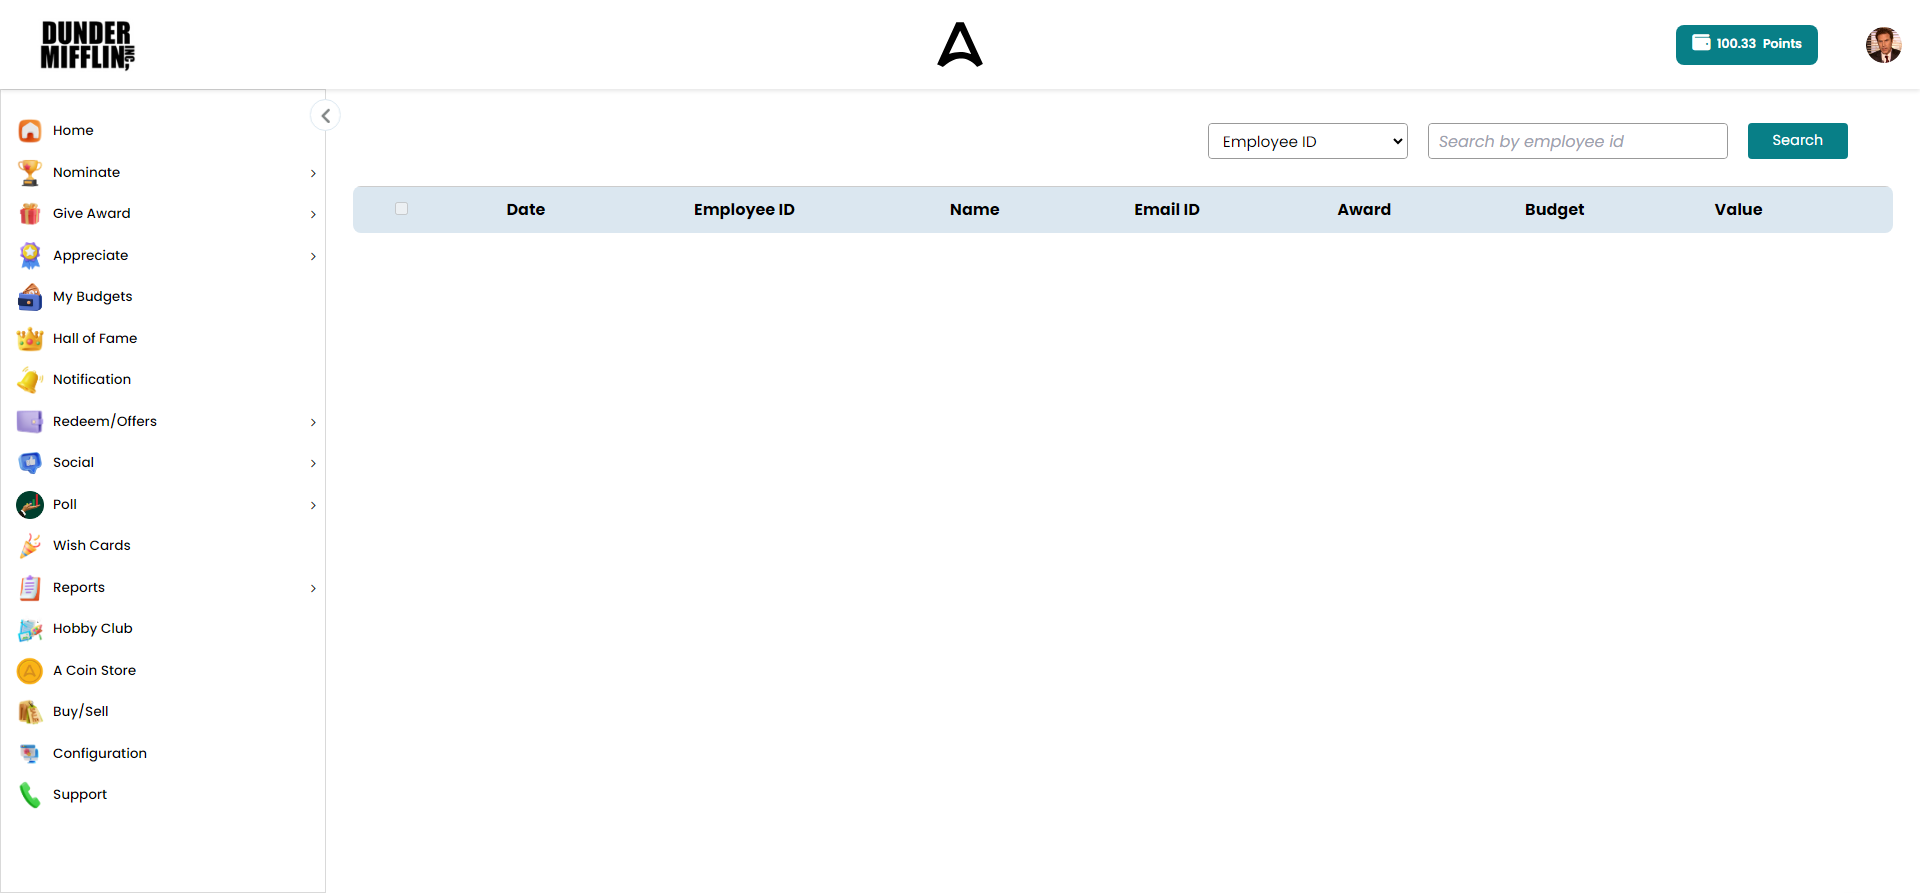 DUNDER
MIFFLIN, INC
100.33 Points
Home
Nominate
Give Award
Appreciate
My Budgets
Hall of Fame
Notification
Redeem/Offers
Social
Poll
Wish Cards
Reports
Hobby Club
A Coin Store
Buy/Sell
Configuration
Support
Employee ID
Search by employee id
Search
Date Employee ID Name Email ID Award Budget Value